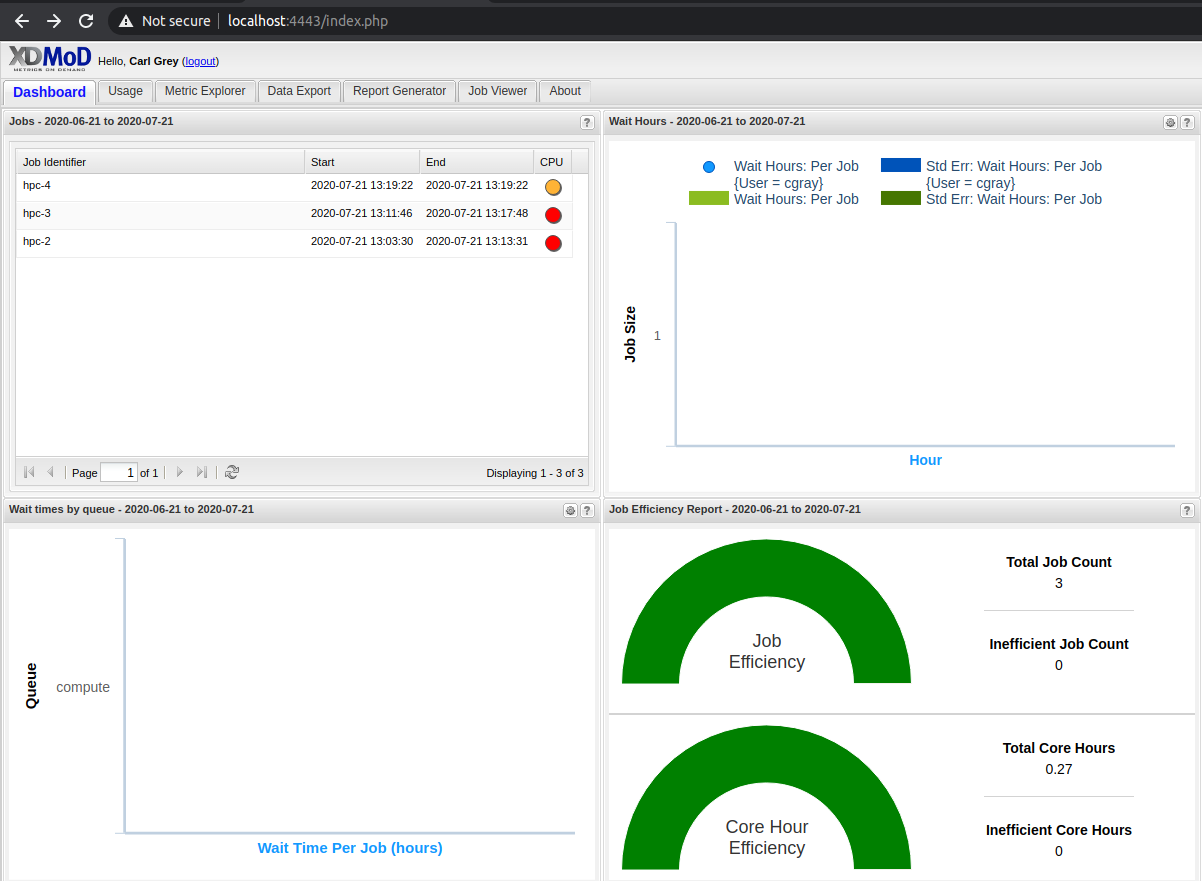 Not secure | localhost:4443/index.php
XDMoD
METRICS ON DEMAND
Hello, Carl Grey (logout)
Dashboard Usage Metric Explorer Data Export Report Generator Job Viewer About
Jobs - 2020-06-21 to 2020-07-21 ?
Job Identifier Start End CPU
hpc-4 2020-07-21 13:19:22 2020-07-21 13:19:22
hpc-3 2020-07-21 13:11:46 2020-07-21 13:17:48
hpc-2 2020-07-21 13:03:30 2020-07-21 13:13:31
Page 1 of 1 Displaying 1 - 3 of 3
Wait Hours - 2020-06-21 to 2020-07-21 ?
Wait Hours: Per Job Std Err: Wait Hours: Per Job
{User = cgray} {User = cgray}
Wait Hours: Per Job Std Err: Wait Hours: Per Job
Job Size
1
Hour
Wait times by queue - 2020-06-21 to 2020-07-21 ?
Queue
compute
Wait Time Per Job (hours)
Job Efficiency Report - 2020-06-21 to 2020-07-21 ?
Job
Efficiency
Total Job Count
3
Inefficient Job Count
0
Core Hour
Efficiency
Total Core Hours
0.27
Inefficient Core Hours
0